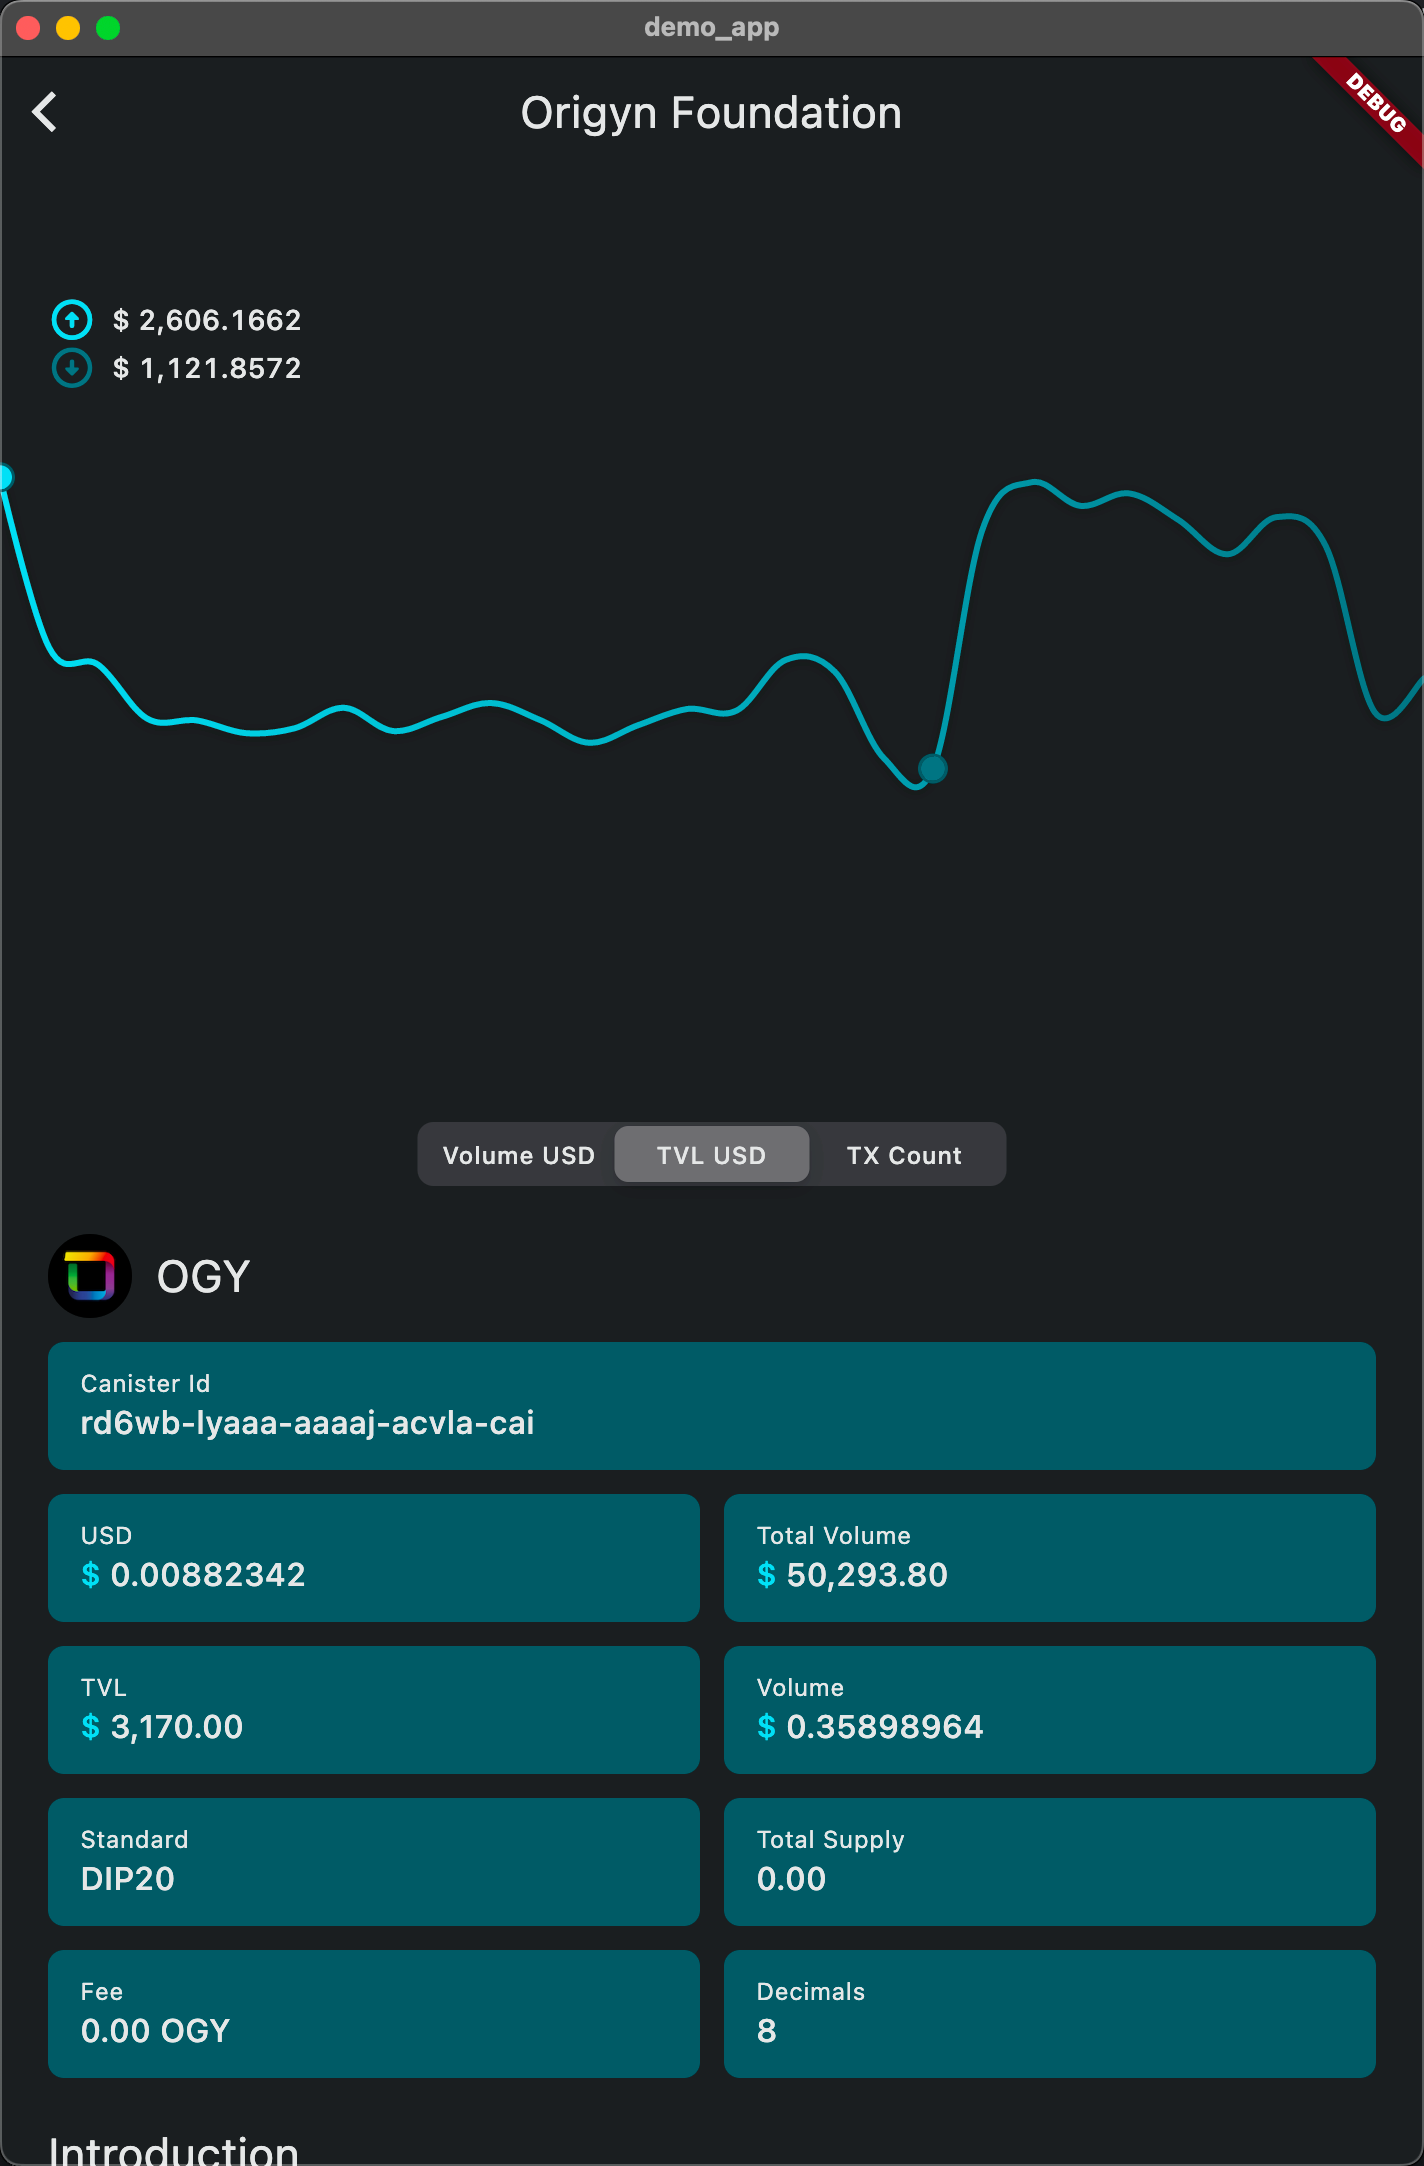 demo_app
DEBUG
Origyn Foundation
$ 2,606.1662
$ 1,121.8572
Volume USD
TVL USD
TX Count
OGY
Canister Id
rd6wb-lyaaa-aaaaj-acvla-cai
USD
$ 0.00882342
Total Volume
$ 50,293.80
TVL
$ 3,170.00
Volume
$ 0.35898964
Standard
DIP20
Total Supply
0.00
Fee
0.00 OGY
Decimals
8
Introduction